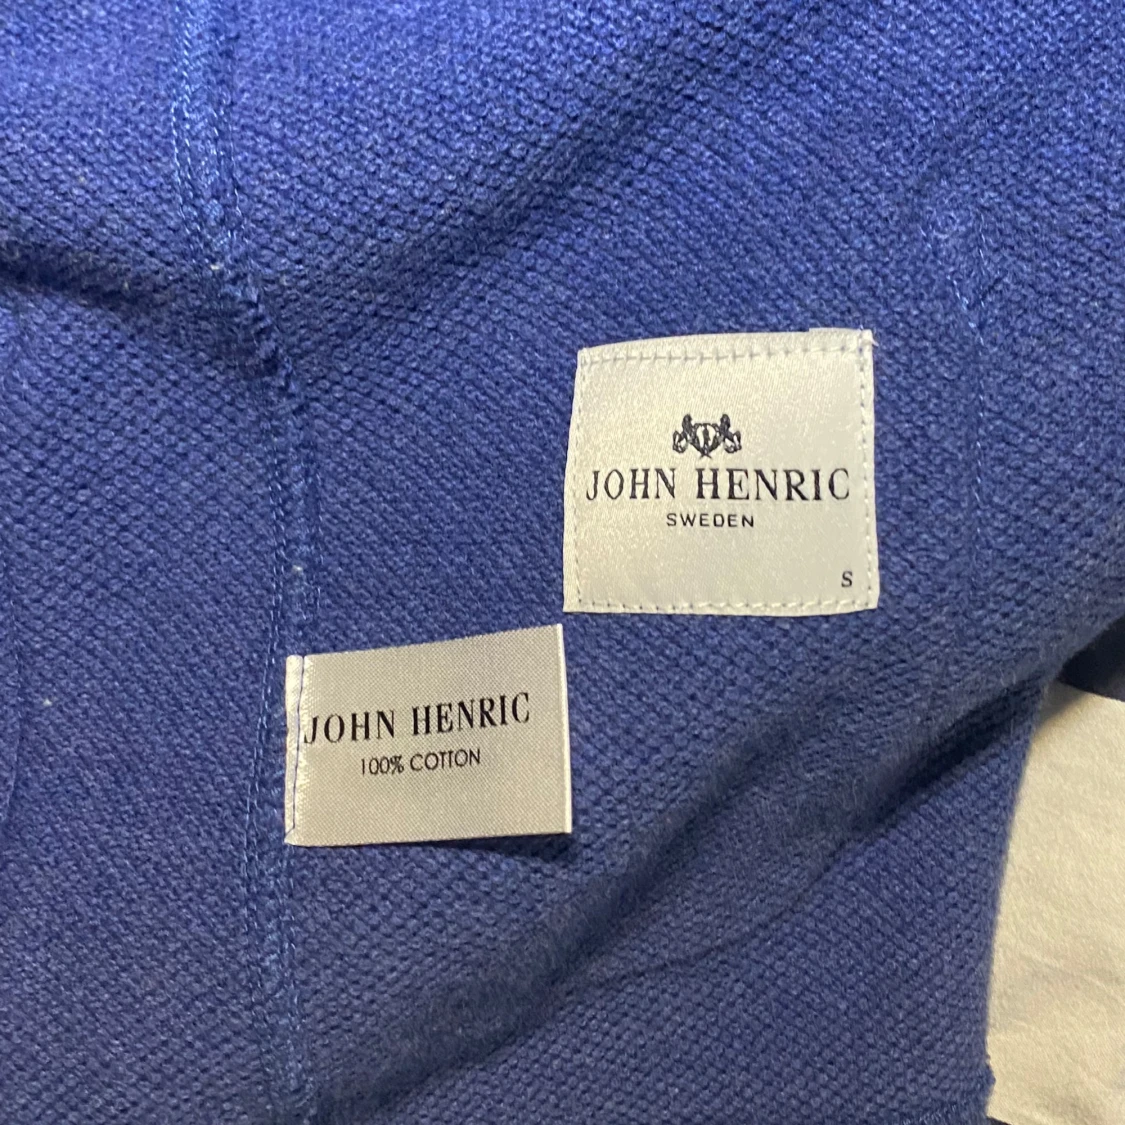 JOHN HENRIC
SWEDEN
S
JOHN HENRIC
100% COTTON